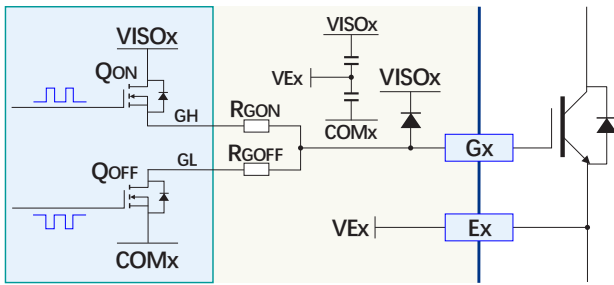 VISOx
QON
GH
RGON
VISOx
VEx
COMx
VISOx
Gx
QOFF
GL
RGOFF
COMx
VEx
Ex